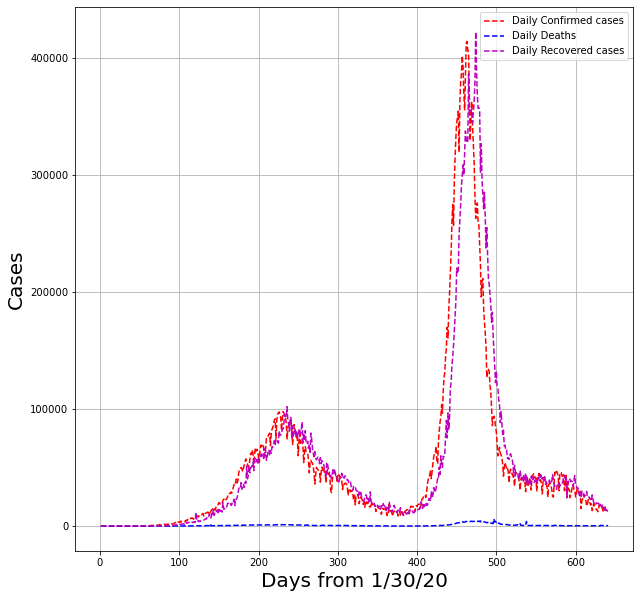 Daily Confirmed cases
Daily Deaths
Daily Recovered cases
400000
300000
200000
100000
0
Cases
0 100 200 300 400 500 600
Days from 1/30/20